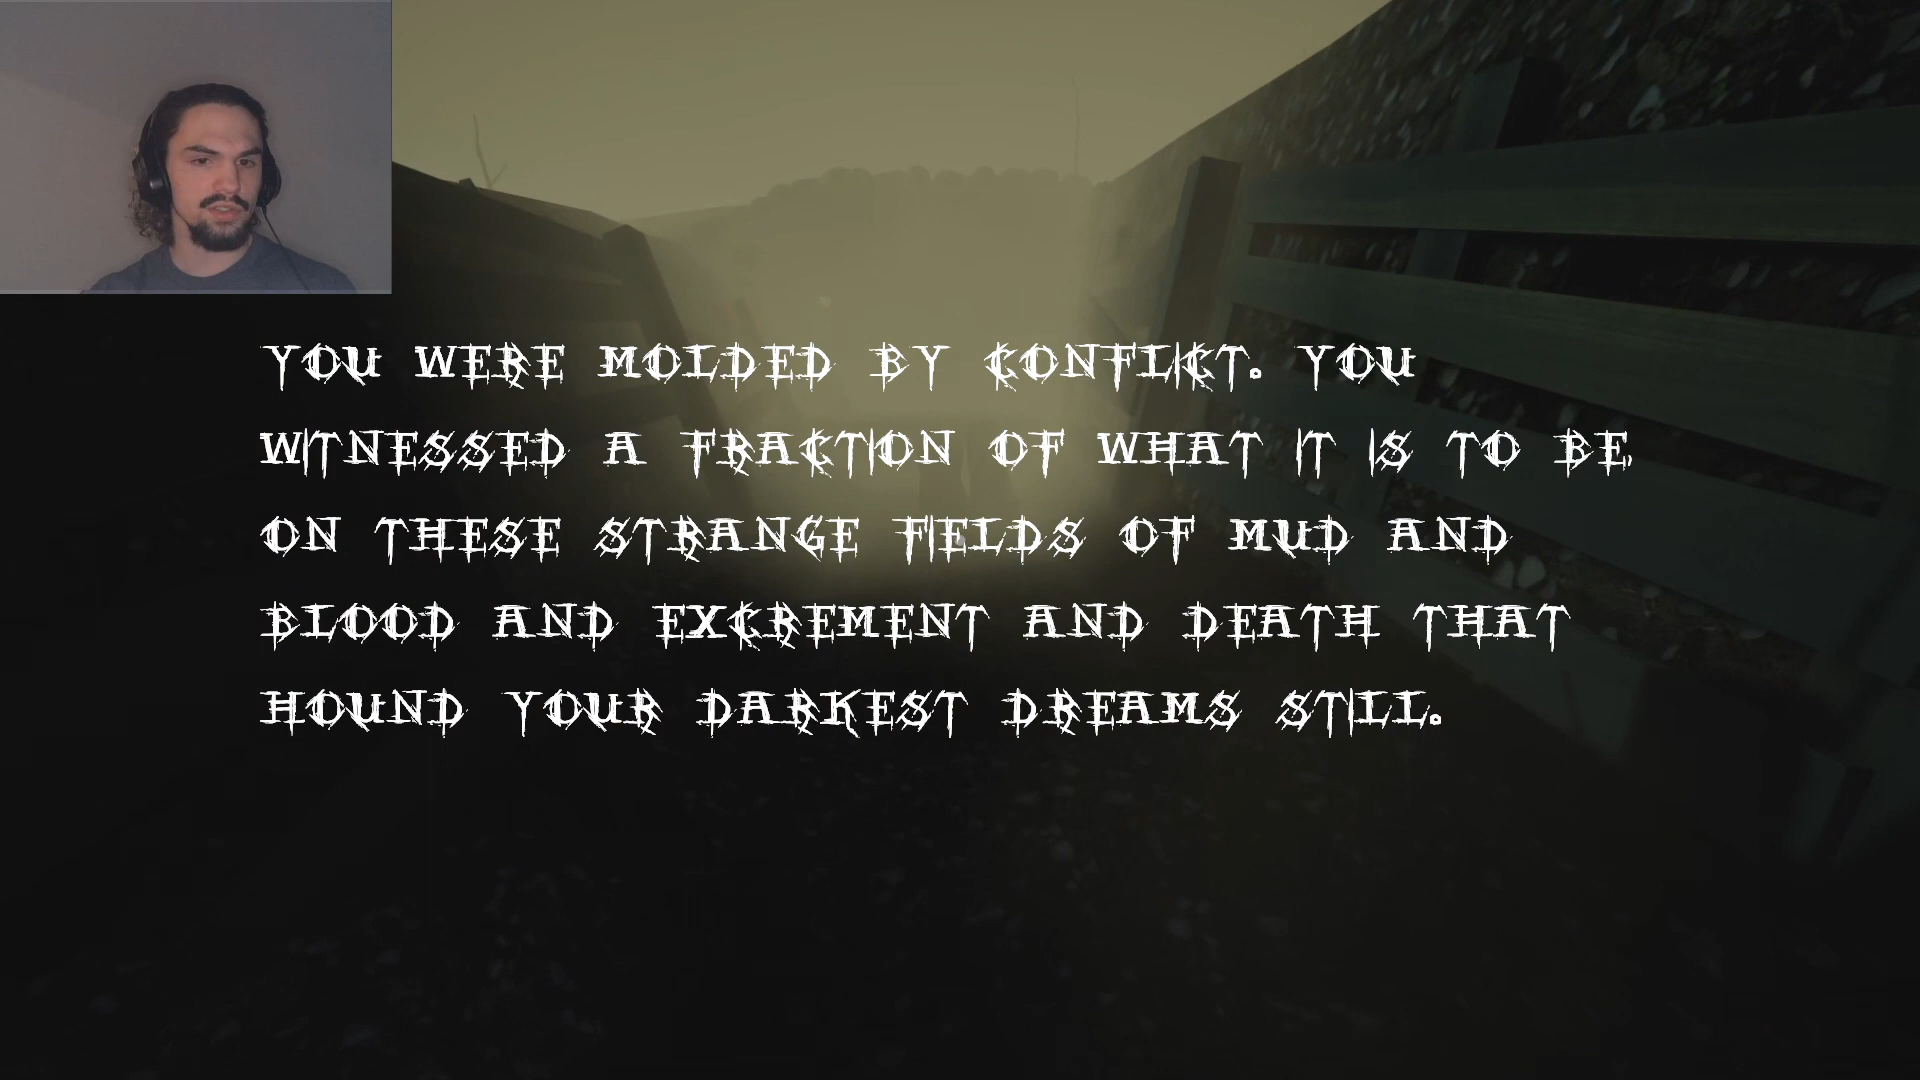 YOU WERE MOLDED BY CONFLICT. YOU
WITNESSED A FRACTION OF WHAT IT IS TO BE
ON THESE STRANGE FIELDS OF MUD AND
BLOOD AND EXCREMENT AND DEATH THAT
HOUND YOUR DARKEST DREAMS STILL.